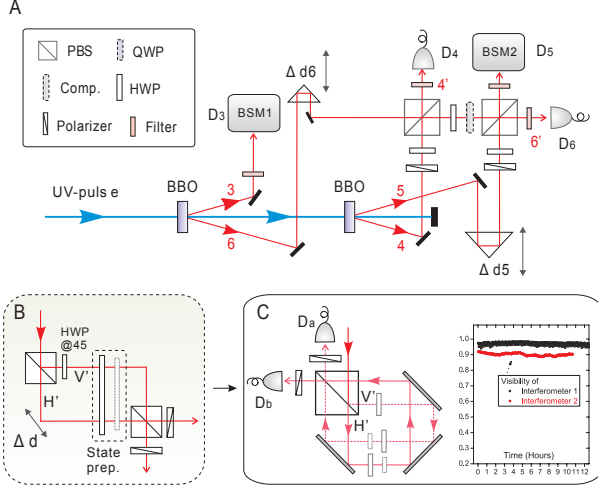 A
PBS
QWP
Comp.
HWP
Polarizer
Filter
D3
BSM1
Δ d6
D4
4'
BSM2
D5
6'
D6
UV-puls e
BBO
3
6
BBO
5
4
Δ d5
B
HWP
@45
V'
H'
Δ d
State
prep.
C
Da
Db
V'
H'
1.0
0.9
0.8
0.7
0.6
0.5
0.4
0.3
0.2
Visibility of
Interferometer 1
Interferometer 2
Time (Hours)
0 1 2 3 4 5 6 7 8 9 10 11 12